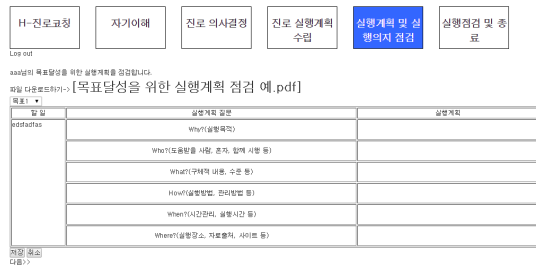 H-진로코칭
자기이해
진로 의사결정
진로 실행계획
수립
실행계획 및 실
행의지 점검
실행점검 및 종
료
Log out
aaa님의 목표달성을 위한 실행계획을 점검합니다.
파일 다운로드하기-> [목표달성을 위한 실행계획 점검 예.pdf]
목표1
할 일
실행계획 질문
실행계획
edsfadfas
Why?(실행목적)
Who?(도움받을 사람, 혼자, 함께 시행 등)
What?(구체적 내용, 수준 등)
How?(실행방법, 관리방법 등)
When?(시간관리, 실행시간 등)
Where?(실행장소, 자료출처, 사이트 등)
저장 취소
다음>>